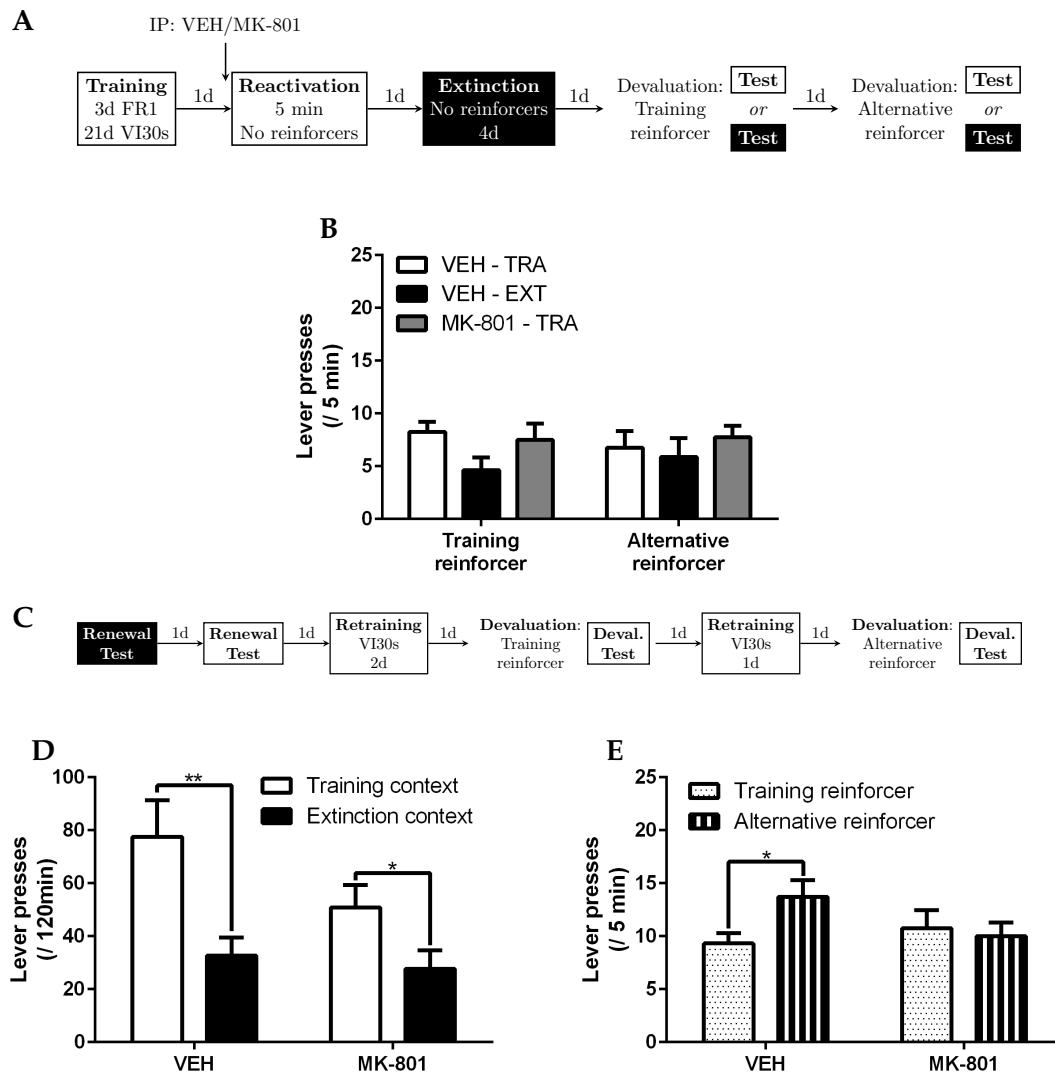 A
IP: VEH/MK-801
Training
3d FR1
21d VI30s
1d
Reactivation
5 min
No reinforcers
1d
Extinction
No reinforcers
4d
1d
Devaluation:
Training
reinforcer
Test
or
Test
1d
Devaluation:
Alternative
reinforcer
Test
or
Test
B
Lever presses
(/ 5 min)
25
20
15
10
5
0
VEH - TRA
VEH - EXT
MK-801 - TRA
Training
reinforcer
Alternative
reinforcer
C
Renewal
Test
1d
Renewal
Test
1d
Retraining
VI30s
2d
1d
Devaluation:
Training
reinforcer
Deval.
Test
1d
Retraining
VI30s
1d
1d
Devaluation:
Alternative
reinforcer
Deval.
Test
D
Lever presses
(/ 120min)
100
80
60
40
20
0
**
*
Training context
Extinction context
VEH
MK-801
E
Lever presses
(/ 5 min)
25
20
15
10
5
0
Training reinforcer
Alternative reinforcer
*
VEH
MK-801